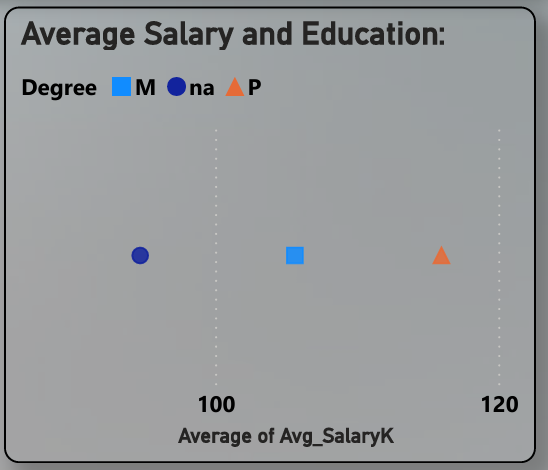 Average Salary and Education:
Degree M na P
100 120
Average of Avg_SalaryK